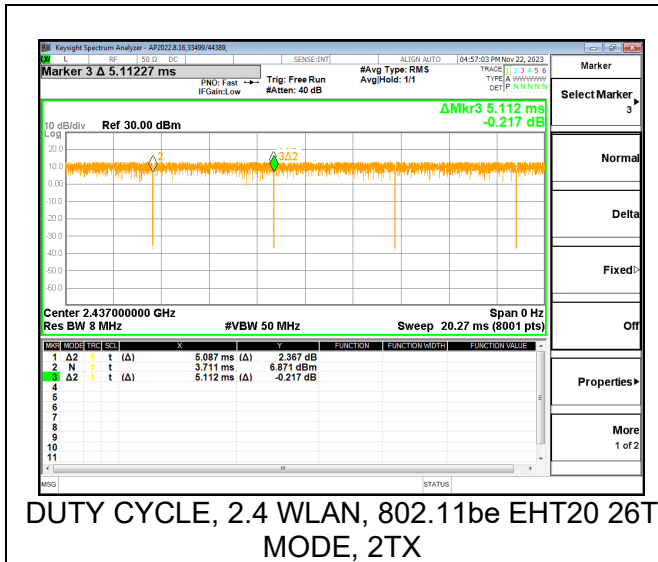 Keysight Spectrum Analyzer - AP2022.8.16,33499/44389,
LXI L RF 50 Ω DC SENSE:INT ALIGN AUTO 04:57:03 PM Nov 22, 2023
Marker 3 Δ 5.11227 ms
PNO: Fast
IFGain:Low
Trig: Free Run
#Atten: 40 dB
#Avg Type: RMS
Avg|Hold: 1/1
TRACE 1 2 3 4 5 6
TYPE A WWWWW
DET P N N N N N
ΔMkr3 5.112 ms
-0.217 dB
10 dB/div Ref 30.00 dBm
Log
20.0
10.0
0.00
-10.0
-20.0
-30.0
-40.0
-50.0
-60.0
2
3Δ2
Center 2.437000000 GHz Span 0 Hz
Res BW 8 MHz #VBW 50 MHz Sweep 20.27 ms (8001 pts)
MKR MODE TRC SCL X Y FUNCTION FUNCTION WIDTH FUNCTION VALUE
1 Δ2 1 t (Δ) 5.087 ms (Δ) 2.367 dB
2 N 1 t 3.711 ms 6.871 dBm
3 Δ2 1 t (Δ) 5.112 ms (Δ) -0.217 dB
4
5
6
7
8
9
10
11
MSG STATUS
Marker
Select Marker
3
Normal
Delta
Fixed
Off
Properties
More
1 of 2
DUTY CYCLE, 2.4 WLAN, 802.11be EHT20 26T
MODE, 2TX